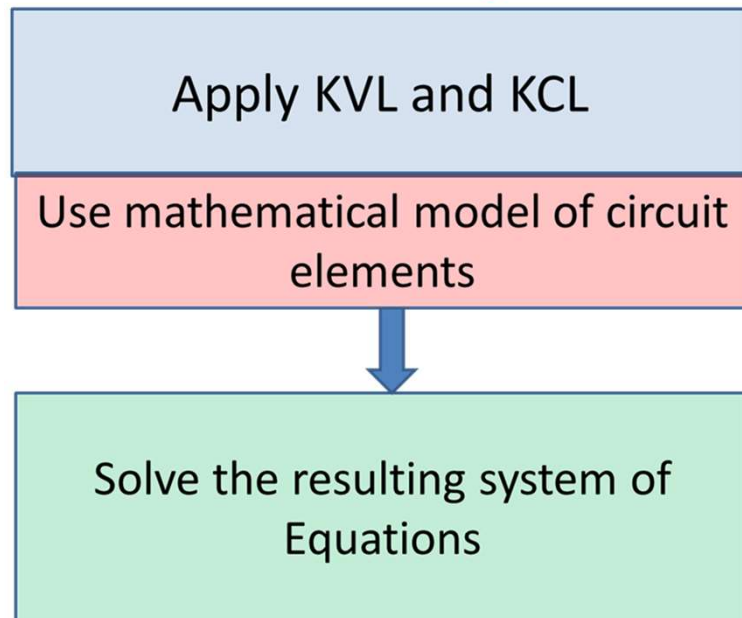 Apply KVL and KCL
Use mathematical model of circuit
elements
Solve the resulting system of
Equations